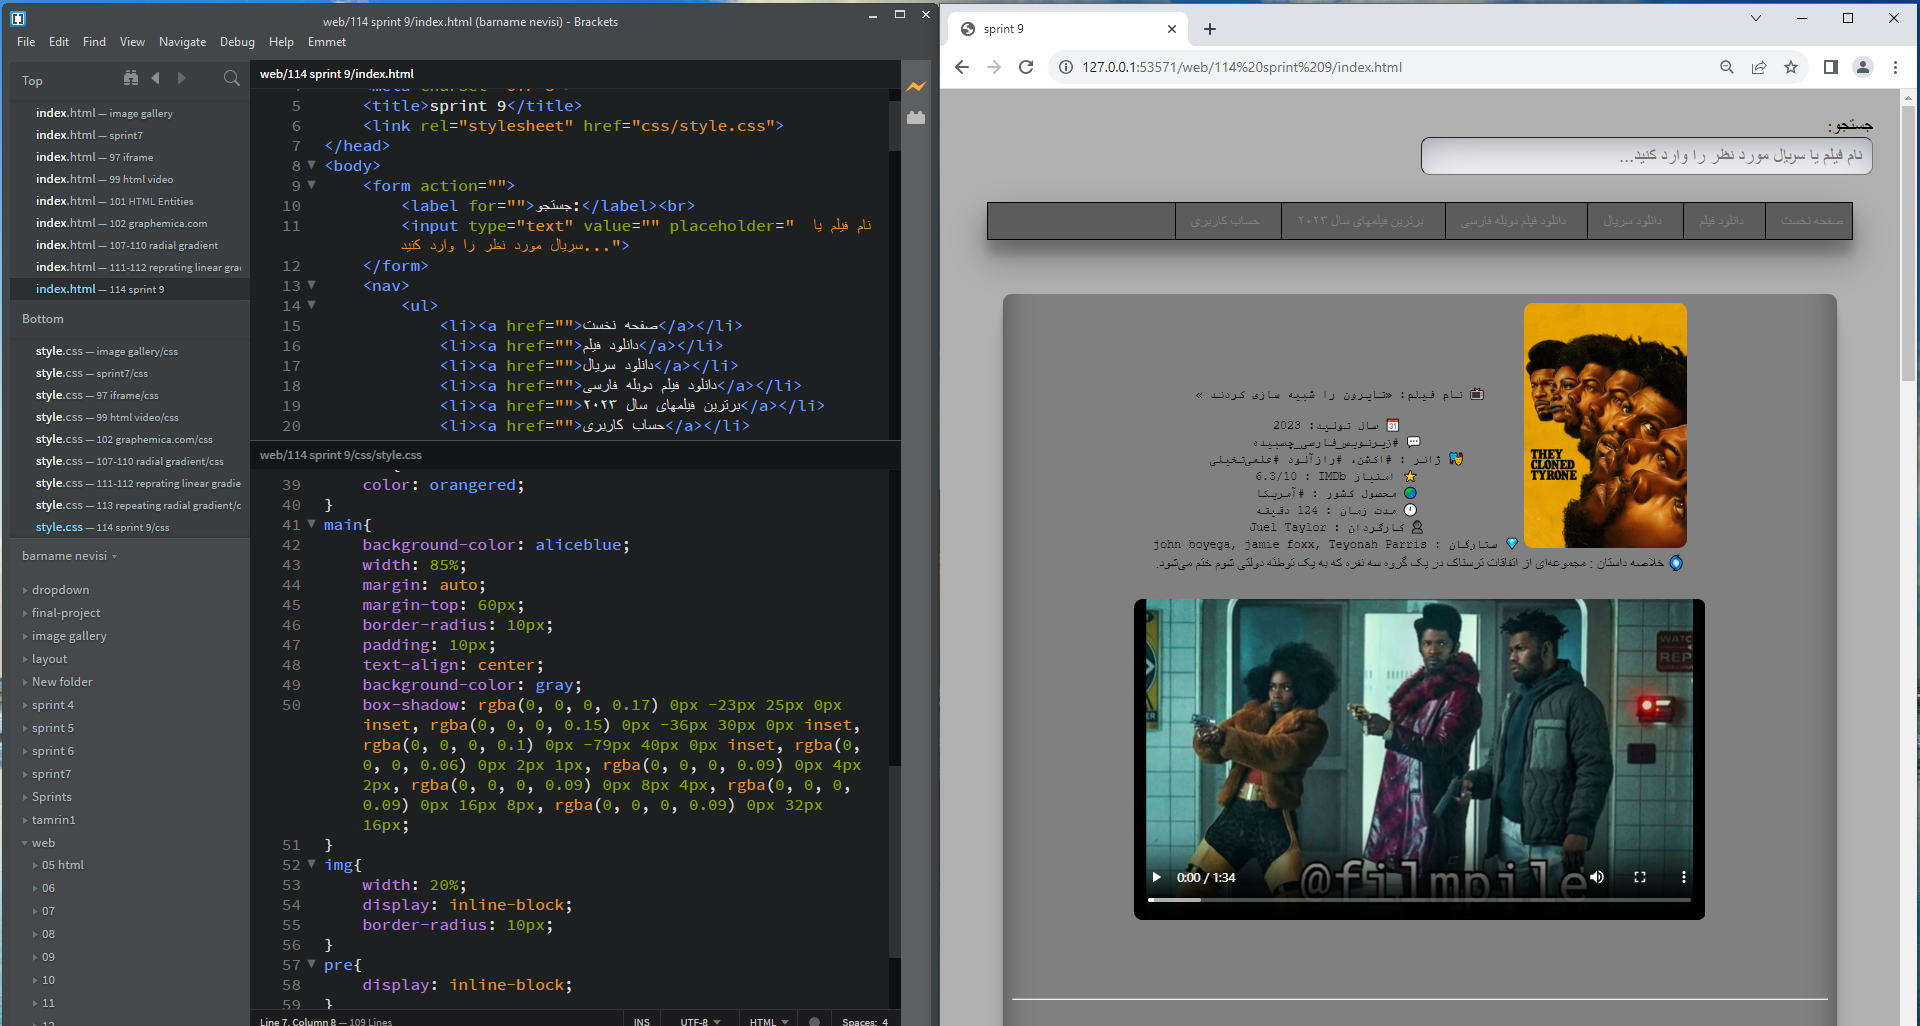 web/114 sprint 9/index.html (barname nevisi) - Brackets
File Edit Find View Navigate Debug Help Emmet
Top
index.html — image gallery
index.html — sprint7
index.html — 97 iframe
index.html — 99 html video
index.html — 101 HTML Entities
index.html — 102 graphemica.com
index.html — 107-110 radial gradient
index.html — 111-112 reprating linear gra
index.html — 114 sprint 9
Bottom
style.css — image gallery/css
style.css — sprint7/css
style.css — 97 iframe/css
style.css — 99 html video/css
style.css — 102 graphemica.com/css
style.css — 107-110 radial gradient/css
style.css — 111-112 reprating linear gradie
style.css — 113 repeating radial gradient/c
style.css — 114 sprint 9/css
barname nevisi
dropdown
final-project
image gallery
layout
New folder
sprint 4
sprint 5
sprint 6
sprint7
Sprints
tamrin1
web
05 html
06
07
08
09
10
11
web/114 sprint 9/index.html
5 <title>sprint 9</title>
6 <link rel="stylesheet" href="css/style.css">
7 </head>
8 <body>
9 <form action="">
10 <label for="">جستجو:</label><br>
11 <input type="text" value="" placeholder=" نام فیلم یا
سریال مورد نظر را وارد کنید...">
12 </form>
13 <nav>
14 <ul>
15 <li><a href="">صفحه نخست</a></li>
16 <li><a href="">دانلود فیلم</a></li>
17 <li><a href="">دانلود سریال</a></li>
18 <li><a href="">دانلود فیلم دوبله فارسی</a></li>
19 <li><a href="">برترین فیلمهای سال ۲۰۲۳</a></li>
20 <li><a href="">حساب کاربری</a></li>
web/114 sprint 9/css/style.css
39 color: orangered;
40 }
41 main{
42 background-color: aliceblue;
43 width: 85%;
44 margin: auto;
45 margin-top: 60px;
46 border-radius: 10px;
47 padding: 10px;
48 text-align: center;
49 background-color: gray;
50 box-shadow: rgba(0, 0, 0, 0.17) 0px -23px 25px 0px
inset, rgba(0, 0, 0, 0.15) 0px -36px 30px 0px inset,
rgba(0, 0, 0, 0.1) 0px -79px 40px 0px inset, rgba(0,
0, 0, 0.06) 0px 2px 1px, rgba(0, 0, 0, 0.09) 0px 4px
2px, rgba(0, 0, 0, 0.09) 0px 8px 4px, rgba(0, 0, 0,
0.09) 0px 16px 8px, rgba(0, 0, 0, 0.09) 0px 32px
16px;
51 }
52 img{
53 width: 20%;
54 display: inline-block;
55 border-radius: 10px;
56 }
57 pre{
58 display: inline-block;
59 }
Line 7, Column 8 — 109 Lines
INS UTF-8 HTML Spaces: 4
sprint 9
127.0.0.1:53571/web/114%20sprint%209/index.html
جستجو:
نام فیلم یا سریال مورد نظر را وارد کنید...
صفحه نخست دانلود فیلم دانلود سریال دانلود فیلم دوبله فارسی برترین فیلمهای سال ۲۰۲۳ حساب کاربری
📺 نام فیلم: «تایرون را شبیه سازی کردند »
📅 سال تولید: 2023
💬 #زیرنویس_فارسی_چسبیده
🎭 ژانر : #اکشن، #رازآلود #علمی‌تخیلی
⭐ امتیاز IMDb : 6.3/10
🌎 محصول کشور : #آمریکا
🕛 مدت زمان : 124 دقیقه
👤 کارگردان : Juel Taylor
💎 ستارگان : john boyega, jamie foxx, Teyonah Parris
🌀 خلاصه داستان : مجموعه‌ای از اتفاقات ترسناک در یک گروه سه نفره که به یک توطئه دولتی شوم ختم می‌شود.
THEY
CLONED
TYRONE
WATC
REP
@filmpile
0:00 / 1:34